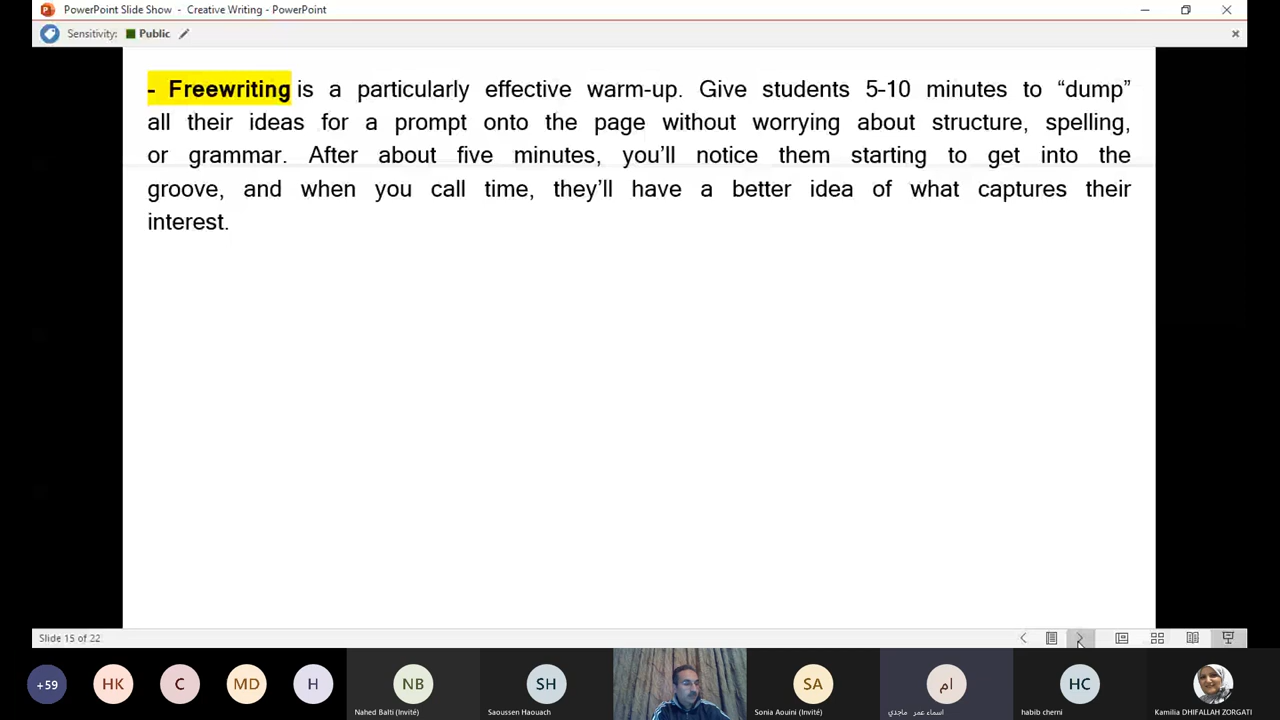 PowerPoint Slide Show - Creative Writing - PowerPoint
Sensitivity: Public
- Freewriting is a particularly effective warm-up. Give students 5-10 minutes to “dump”
all their ideas for a prompt onto the page without worrying about structure, spelling,
or grammar. After about five minutes, you’ll notice them starting to get into the
groove, and when you call time, they’ll have a better idea of what captures their
interest.
Slide 15 of 22
+59 HK C MD H NB SH SA ام HC
Nahed Balti (Invité) Saoussen Haouach Sonia Aouini (Invité) اسماء عمر ماجدي habib cherni Kamilia DHIFALLAH ZORGATI